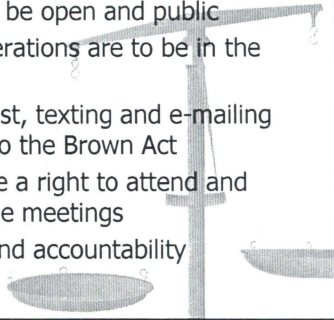 be open and public
erations are to be in the
st, texting and e-mailing
o the Brown Act
e a right to attend and
e meetings
nd accountability